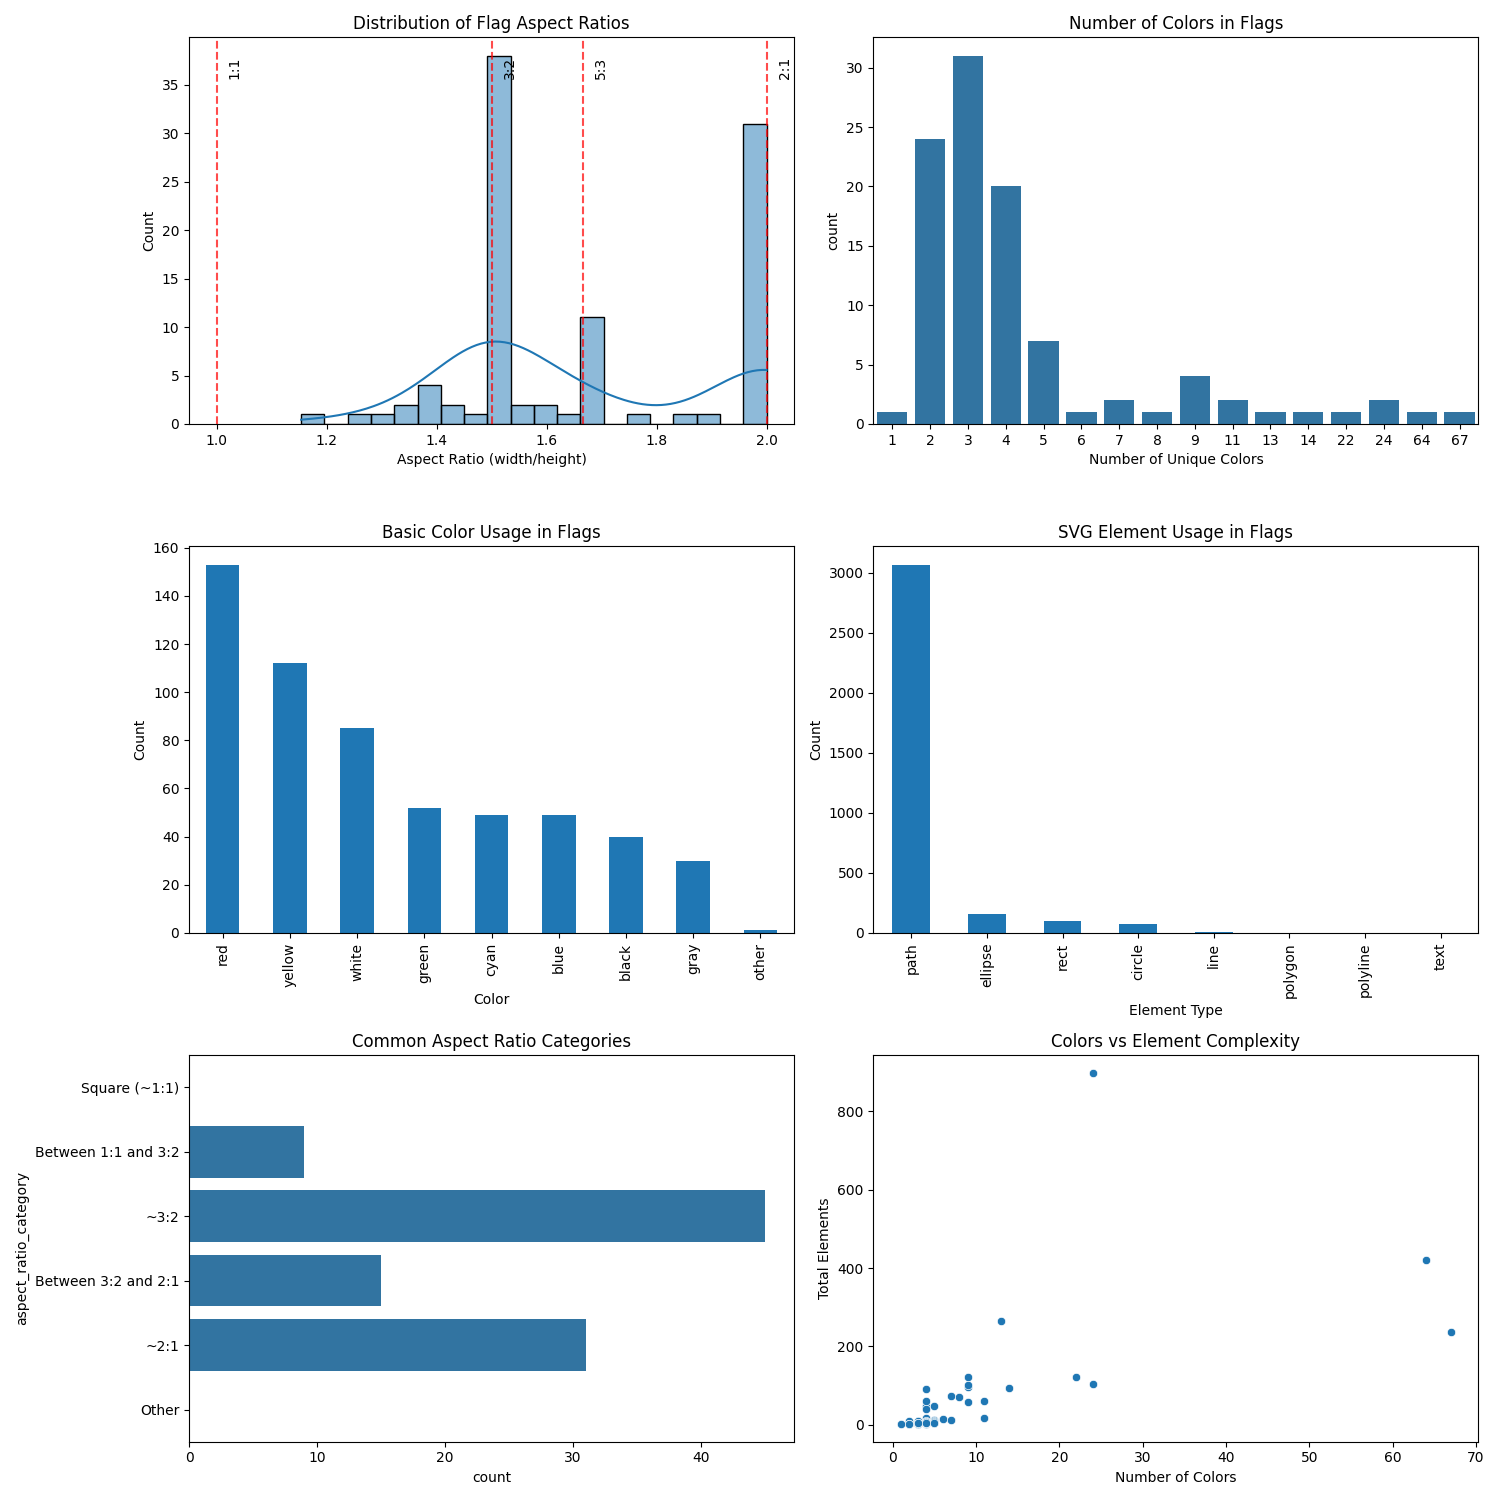 Distribution of Flag Aspect Ratios
Count
35
30
25
20
15
10
5
0
1:1
3:2
5:3
2:1
1.0 1.2 1.4 1.6 1.8 2.0
Aspect Ratio (width/height)
Number of Colors in Flags
count
30
25
20
15
10
5
0
1 2 3 4 5 6 7 8 9 11 13 14 22 24 64 67
Number of Unique Colors
Basic Color Usage in Flags
Count
160
140
120
100
80
60
40
20
0
red yellow white green cyan blue black gray other
Color
SVG Element Usage in Flags
Count
3000
2500
2000
1500
1000
500
0
path ellipse rect circle line polygon polyline text
Element Type
Common Aspect Ratio Categories
aspect_ratio_category
Square (~1:1)
Between 1:1 and 3:2
~3:2
Between 3:2 and 2:1
~2:1
Other
0 10 20 30 40
count
Colors vs Element Complexity
Total Elements
800
600
400
200
0
0 10 20 30 40 50 60 70
Number of Colors